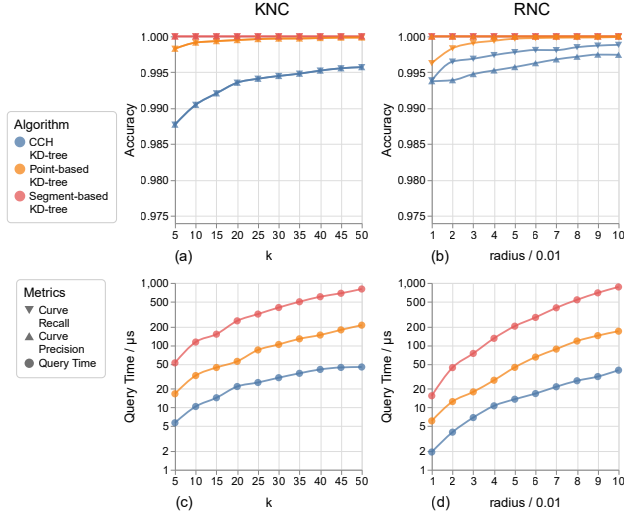 KNC
RNC
1.000
0.995
0.990
0.985
0.980
0.975
Accuracy
5 10 15 20 25 30 35 40 45 50
(a)
k
1.000
0.995
0.990
0.985
0.980
0.975
Accuracy
1 2 3 4 5 6 7 8 9 10
(b)
radius / 0.01
Algorithm
CCH
KD-tree
Point-based
KD-tree
Segment-based
KD-tree
Metrics
Curve
Recall
Curve
Precision
Query Time
1,000
500
200
100
50
20
10
5
2
1
Query Time / µs
5 10 15 20 25 30 35 40 45 50
(c)
k
1,000
500
200
100
50
20
10
5
2
1
Query Time / µs
1 2 3 4 5 6 7 8 9 10
(d)
radius / 0.01